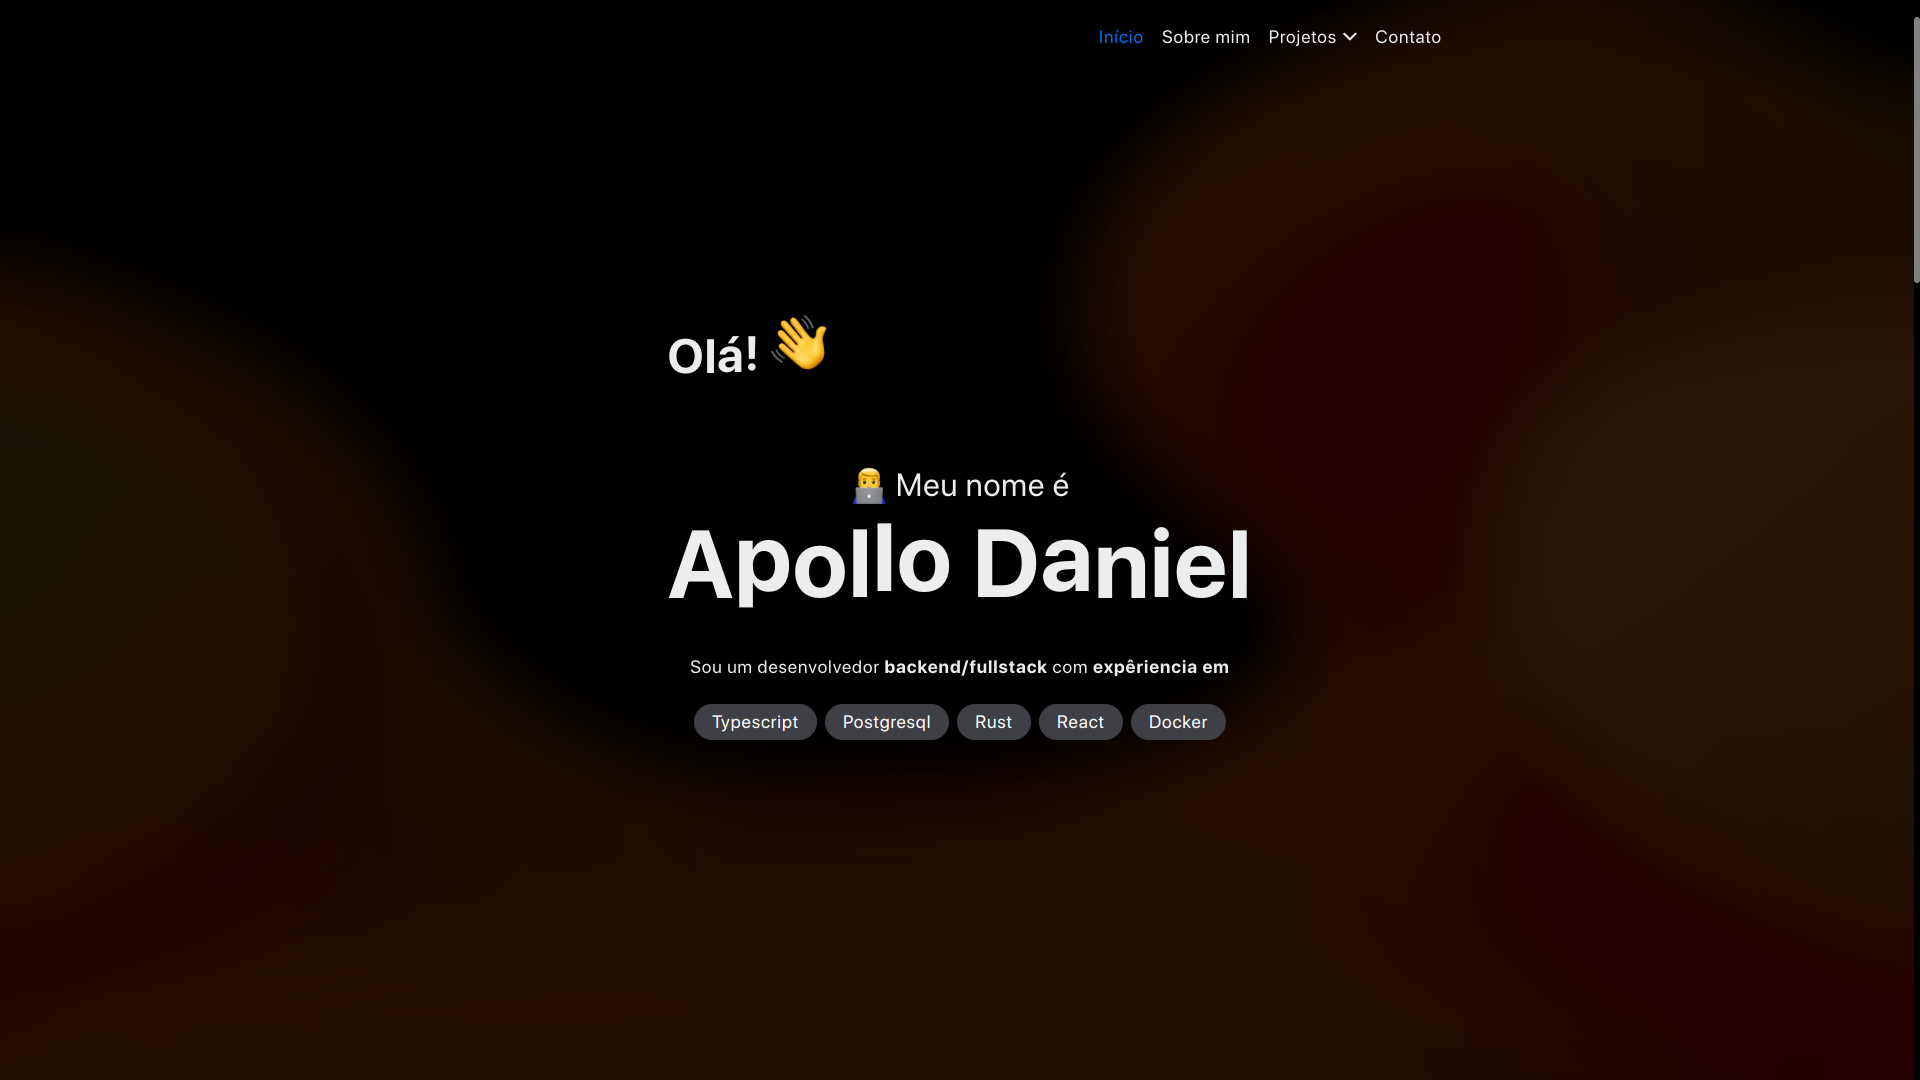 Início Sobre mim Projetos Contato
Olá! 👋
👨‍💻 Meu nome é
Apollo Daniel
Sou um desenvolvedor backend/fullstack com expêriencia em
Typescript Postgresql Rust React Docker